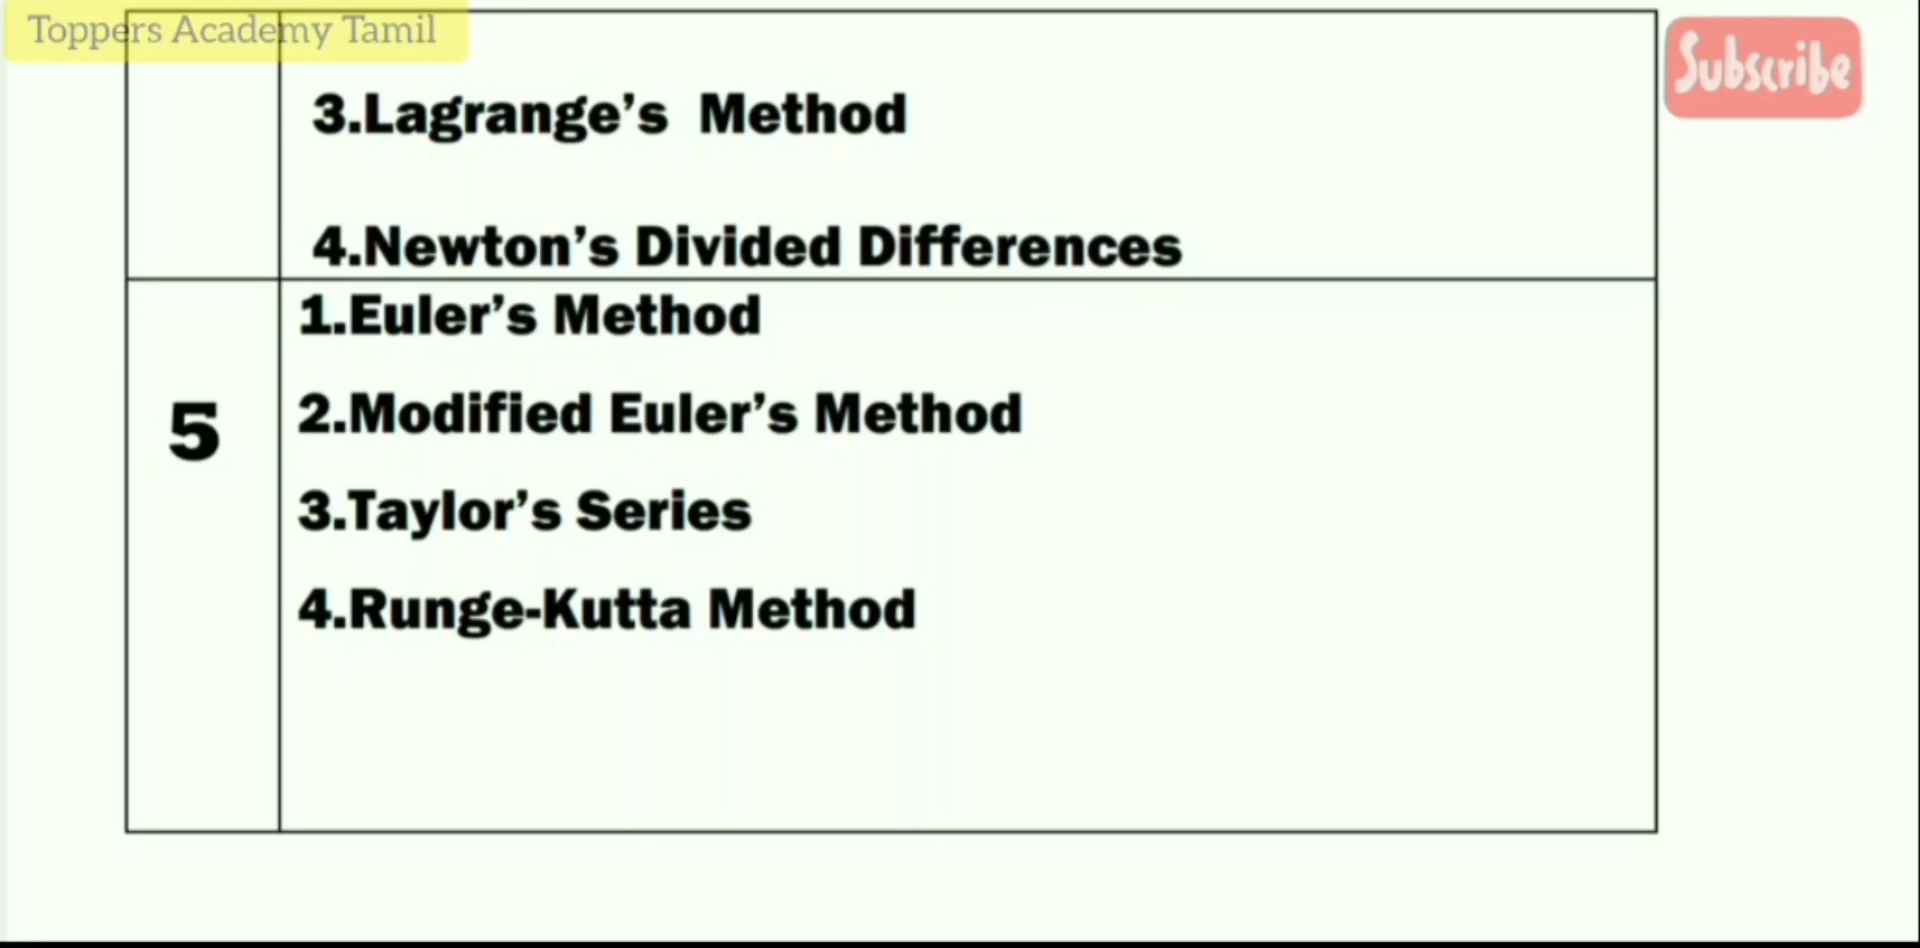 Toppers Academy Tamil
Subscribe
3.Lagrange’s  Method
4.Newton’s Divided Differences
5
1.Euler’s Method
2.Modified Euler’s Method
3.Taylor’s Series
4.Runge-Kutta Method